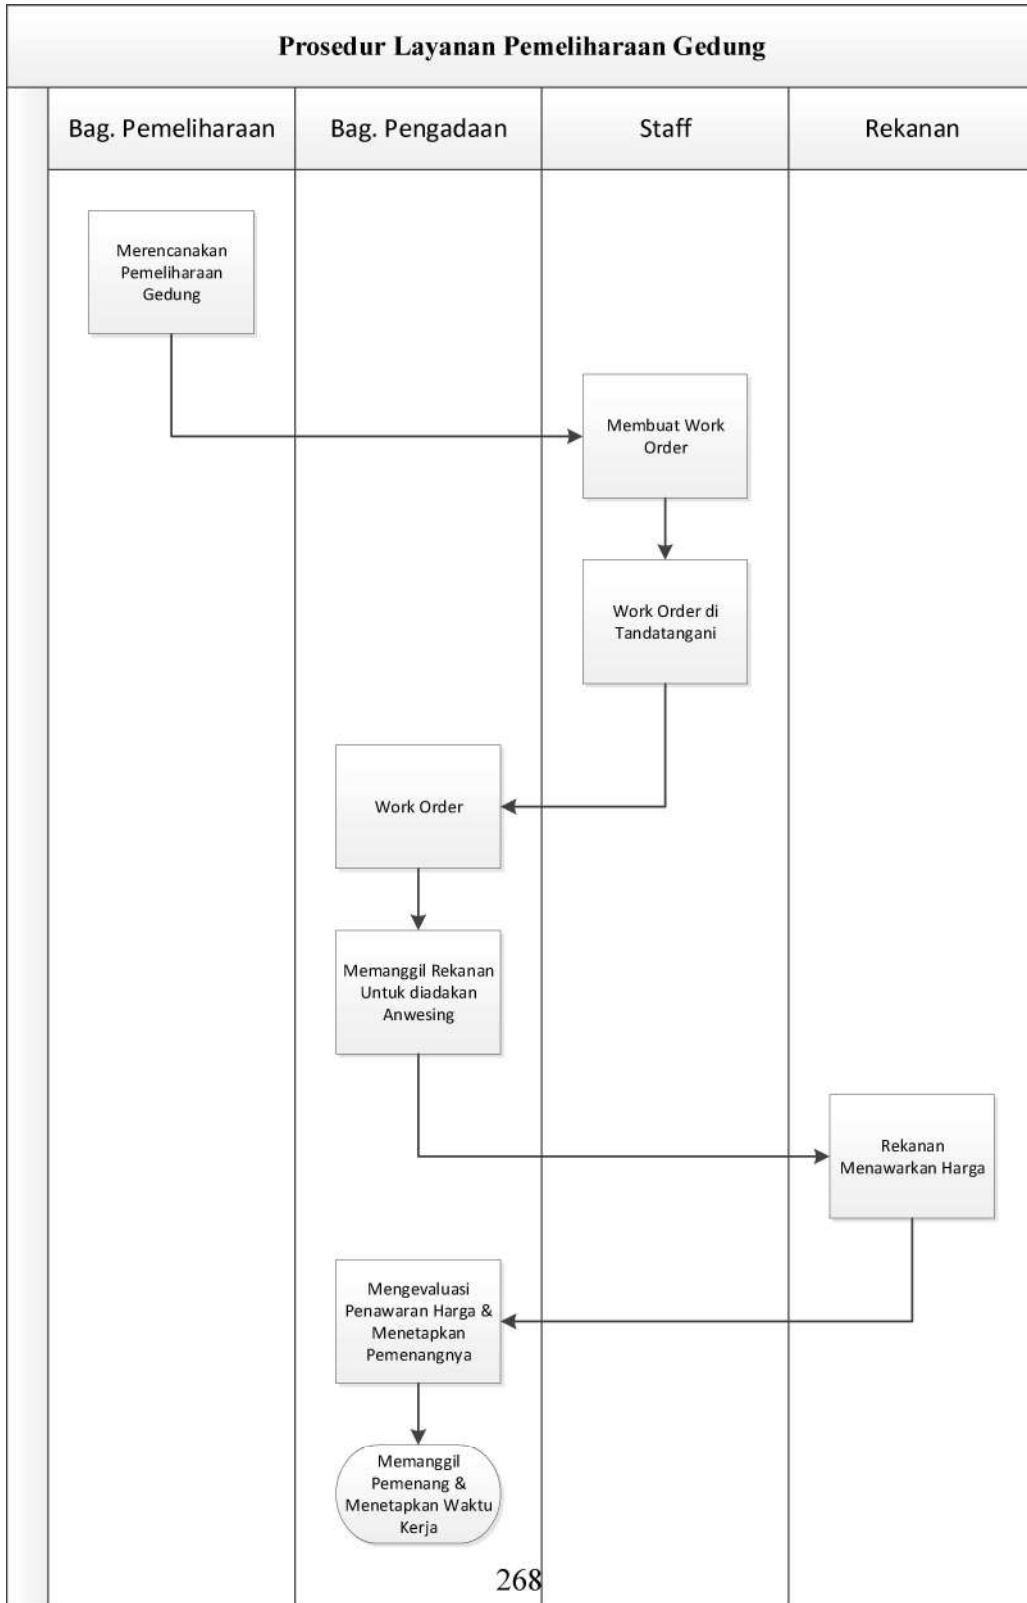 Prosedur Layanan Pemeliharaan Gedung
Bag. Pemeliharaan
Bag. Pengadaan
Staff
Rekanan
Merencanakan
Pemeliharaan
Gedung
Membuat Work
Order
Work Order di
Tandatangani
Work Order
Memanggil Rekanan
Untuk diadakan
Anwesing
Rekanan
Menawarkan Harga
Mengevaluasi
Penawaran Harga &
Menetapkan
Pemenangnya
Memanggil
Pemenang &
Menetapkan Waktu
Kerja
268